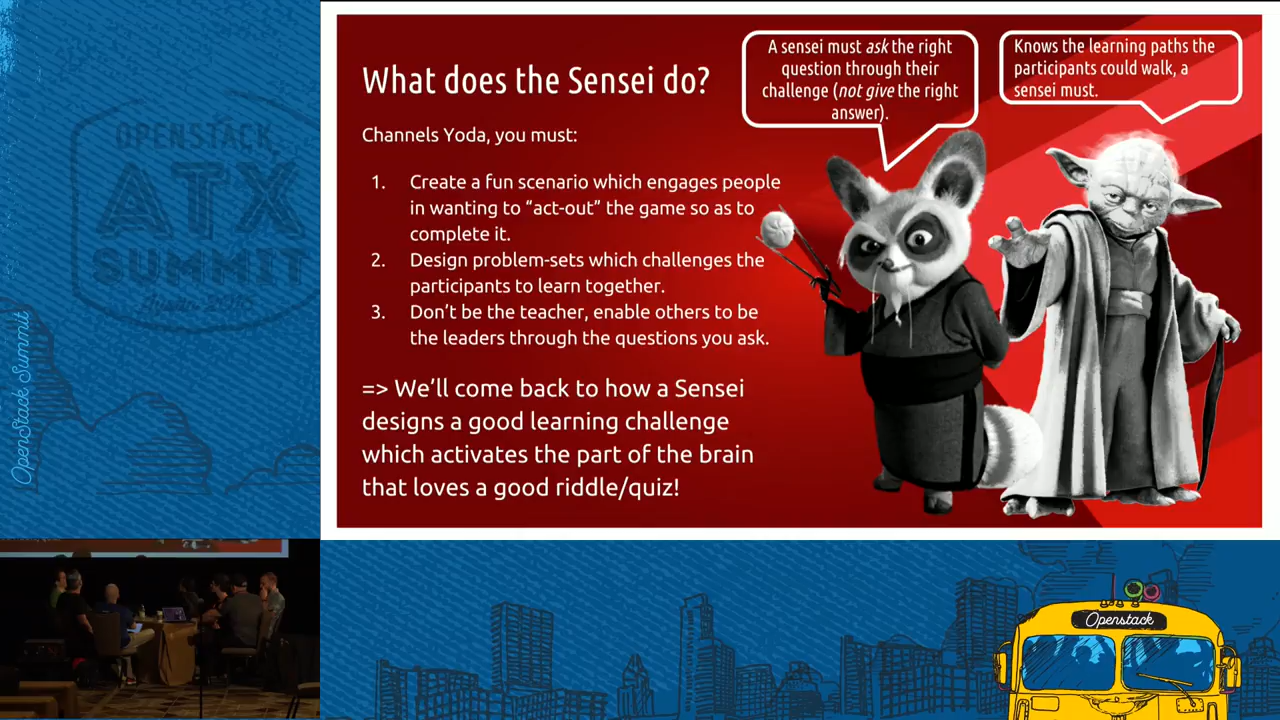 What does the Sensei do?
Channels Yoda, you must:
1. Create a fun scenario which engages people
in wanting to “act-out” the game so as to
complete it.
2. Design problem-sets which challenges the
participants to learn together.
3. Don’t be the teacher, enable others to be
the leaders through the questions you ask.
=> We’ll come back to how a Sensei
designs a good learning challenge
which activates the part of the brain
that loves a good riddle/quiz!
A sensei must ask the right
question through their
challenge (not give the right
answer).
Knows the learning paths the
participants could walk, a
sensei must.
OPENSTACK
ATX
SUMMIT
OpenStack Summit
Openstack